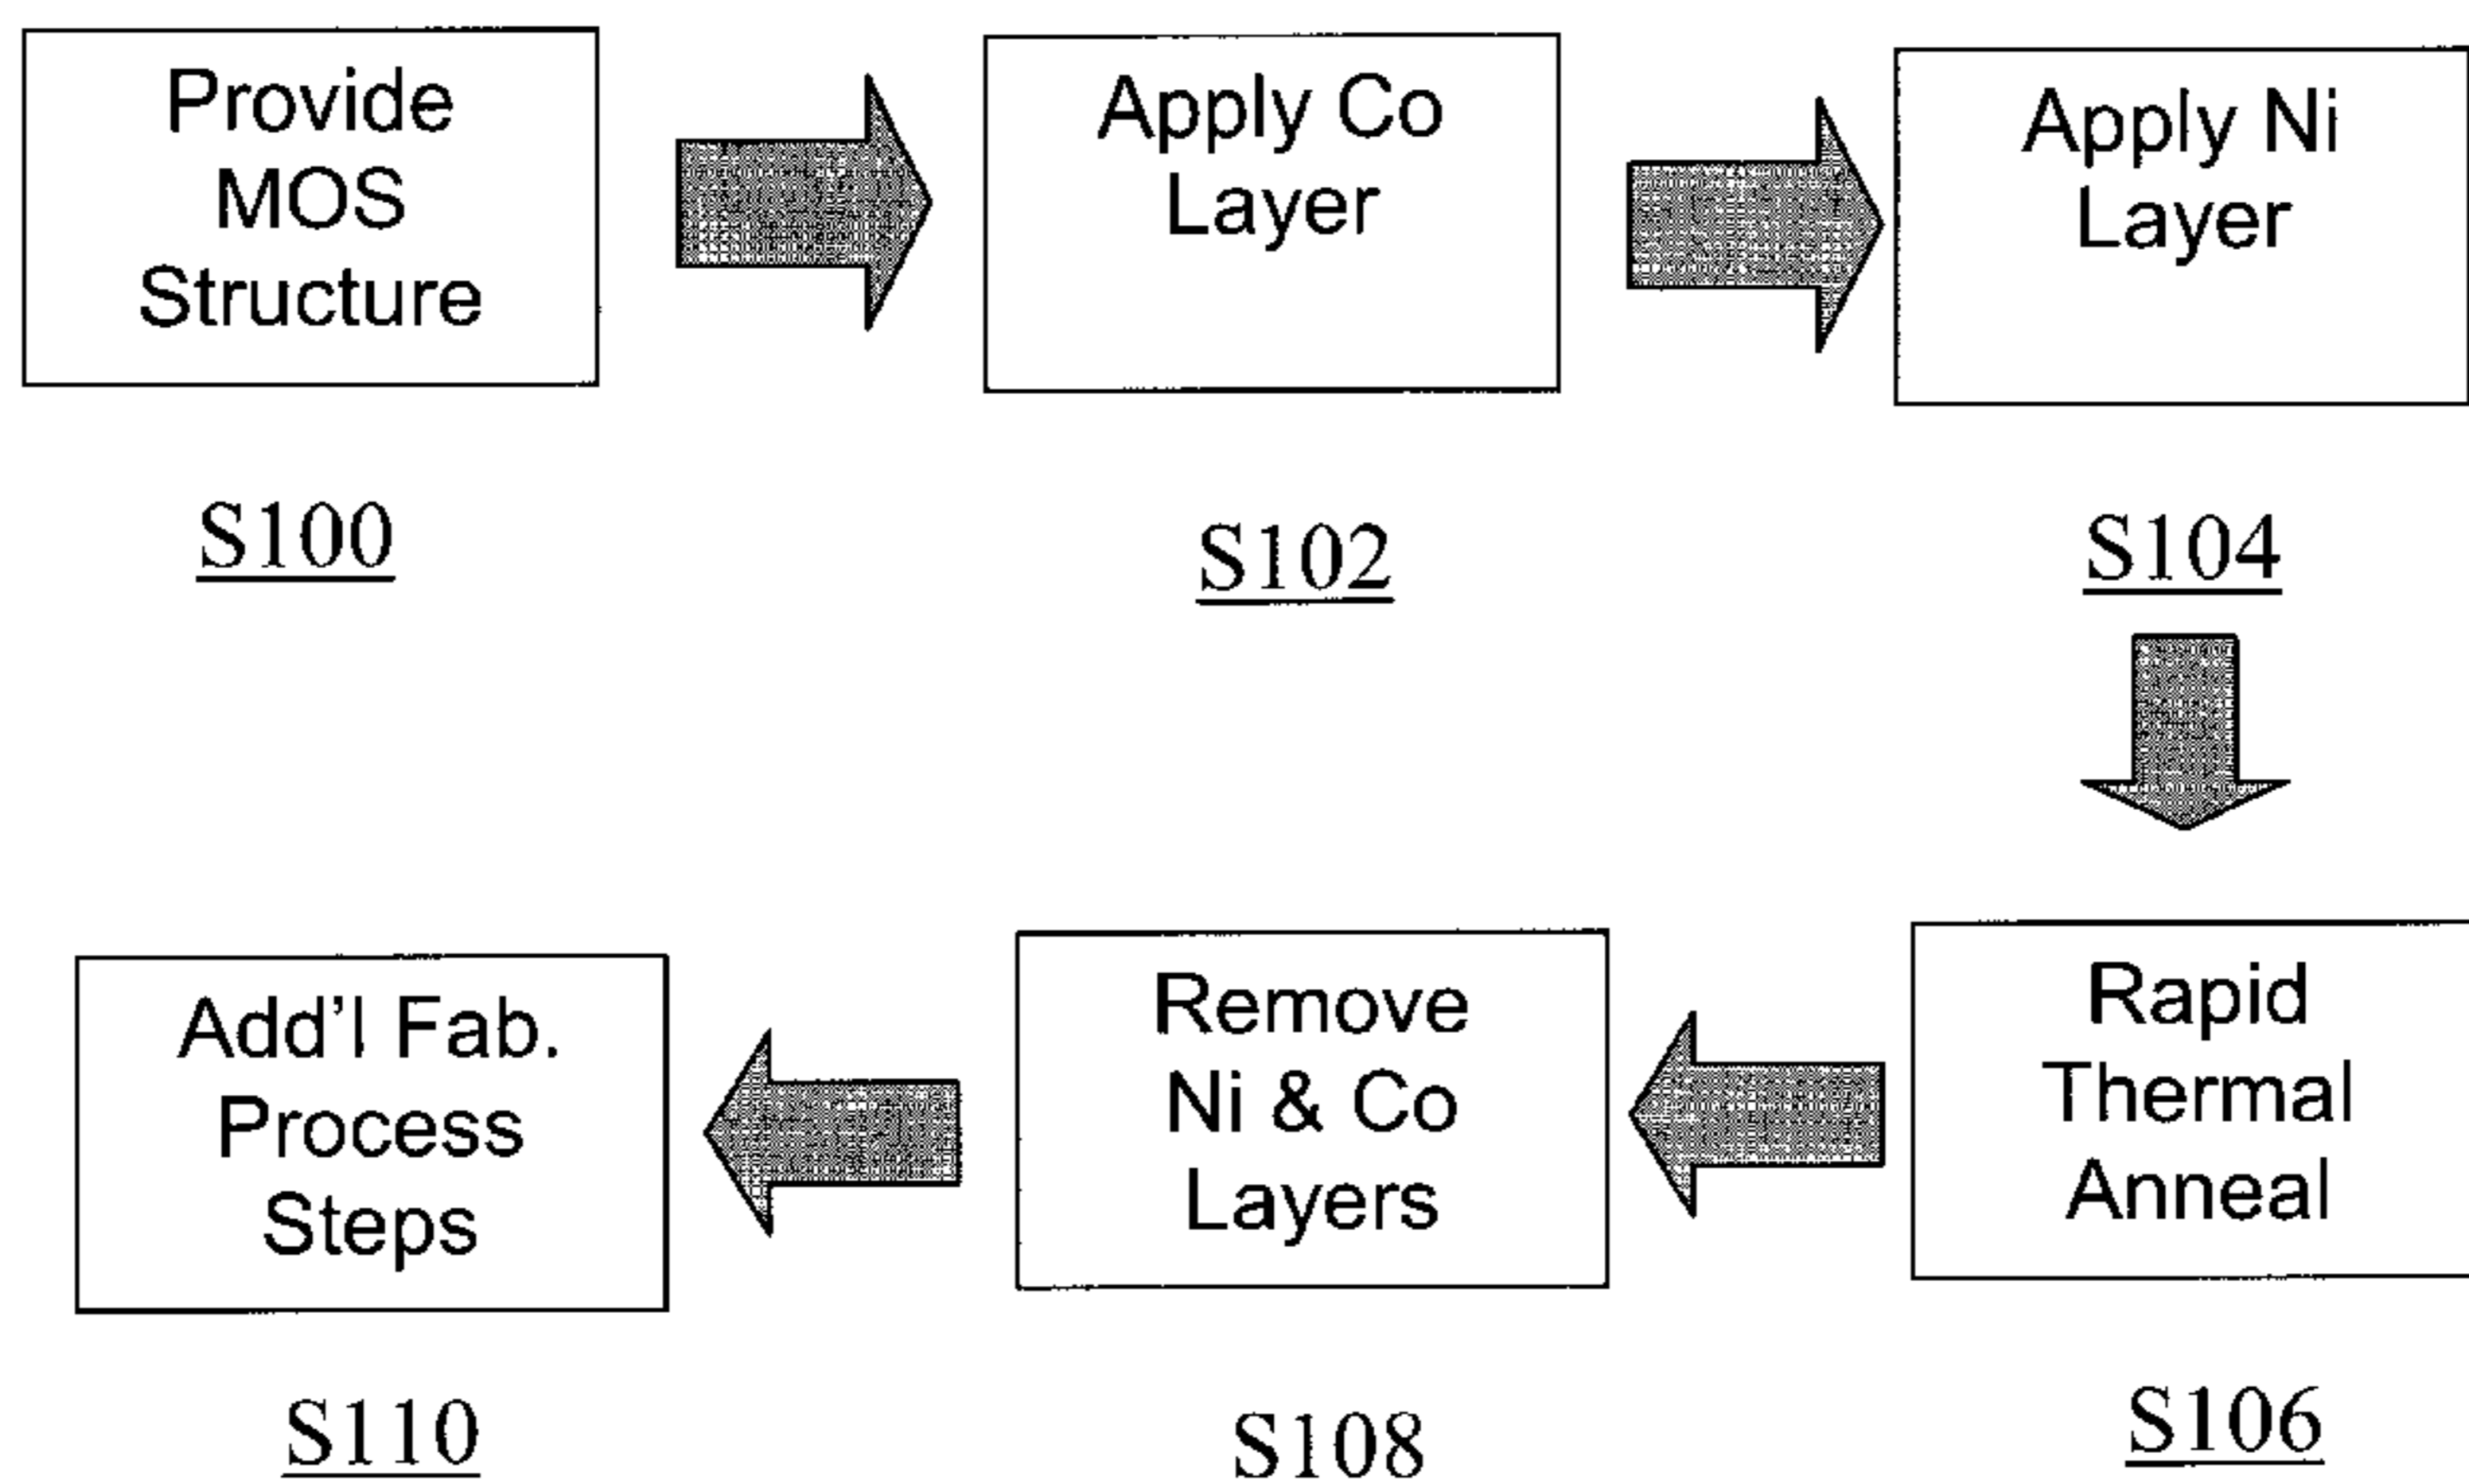 Provide
MOS
Structure
S100
Apply Co
Layer
S102
Apply Ni
Layer
S104
Rapid
Thermal
Anneal
S106
Remove
Ni & Co
Layers
S108
Add'l Fab.
Process
Steps
S110